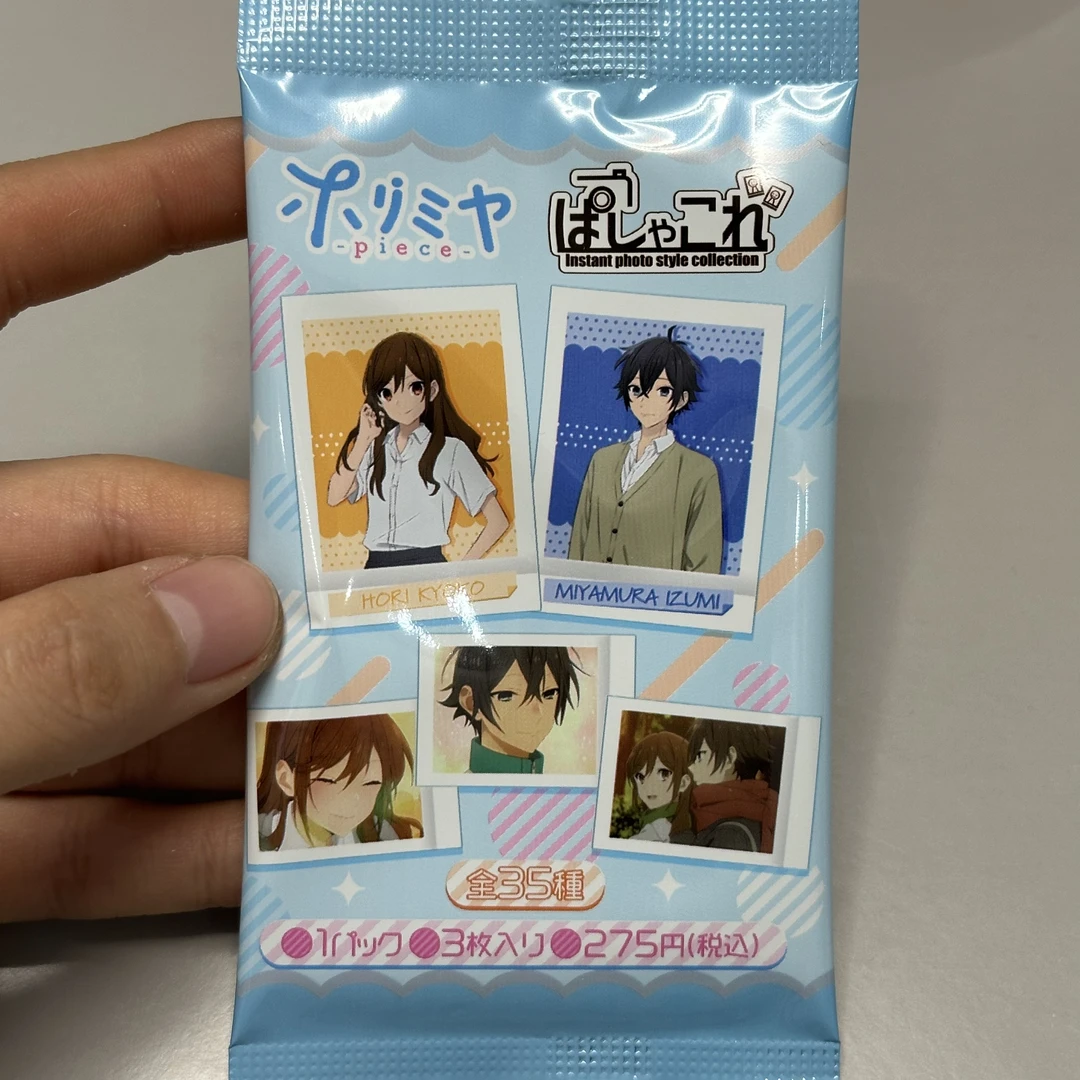 ホリミヤ
-piece-
ぱしゃこれ
Instant photo style collection
HORI KYOKO
MIYAMURA IZUMI
全35種
●1パック●3枚入り●275円(税込)